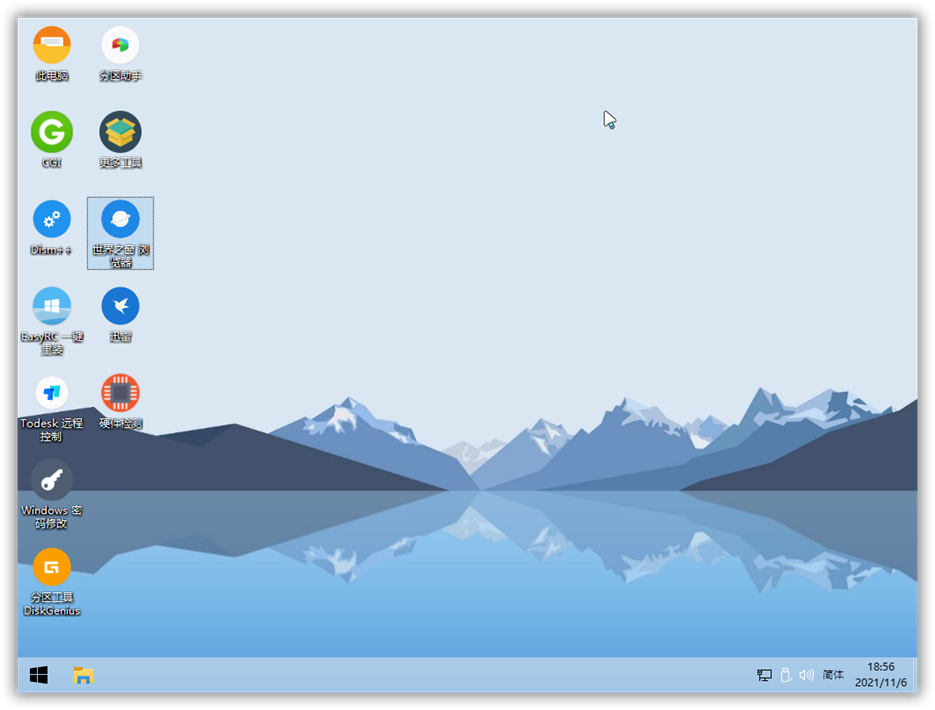 此电脑
分区助手
CGI
更多工具
Dism++
世界之窗 浏
览器
EasyRC 一键
重装
迅雷
Todesk 远程
控制
硬件检测
Windows 密
码修改
分区工具
DiskGenius
简体
18:56
2021/11/6